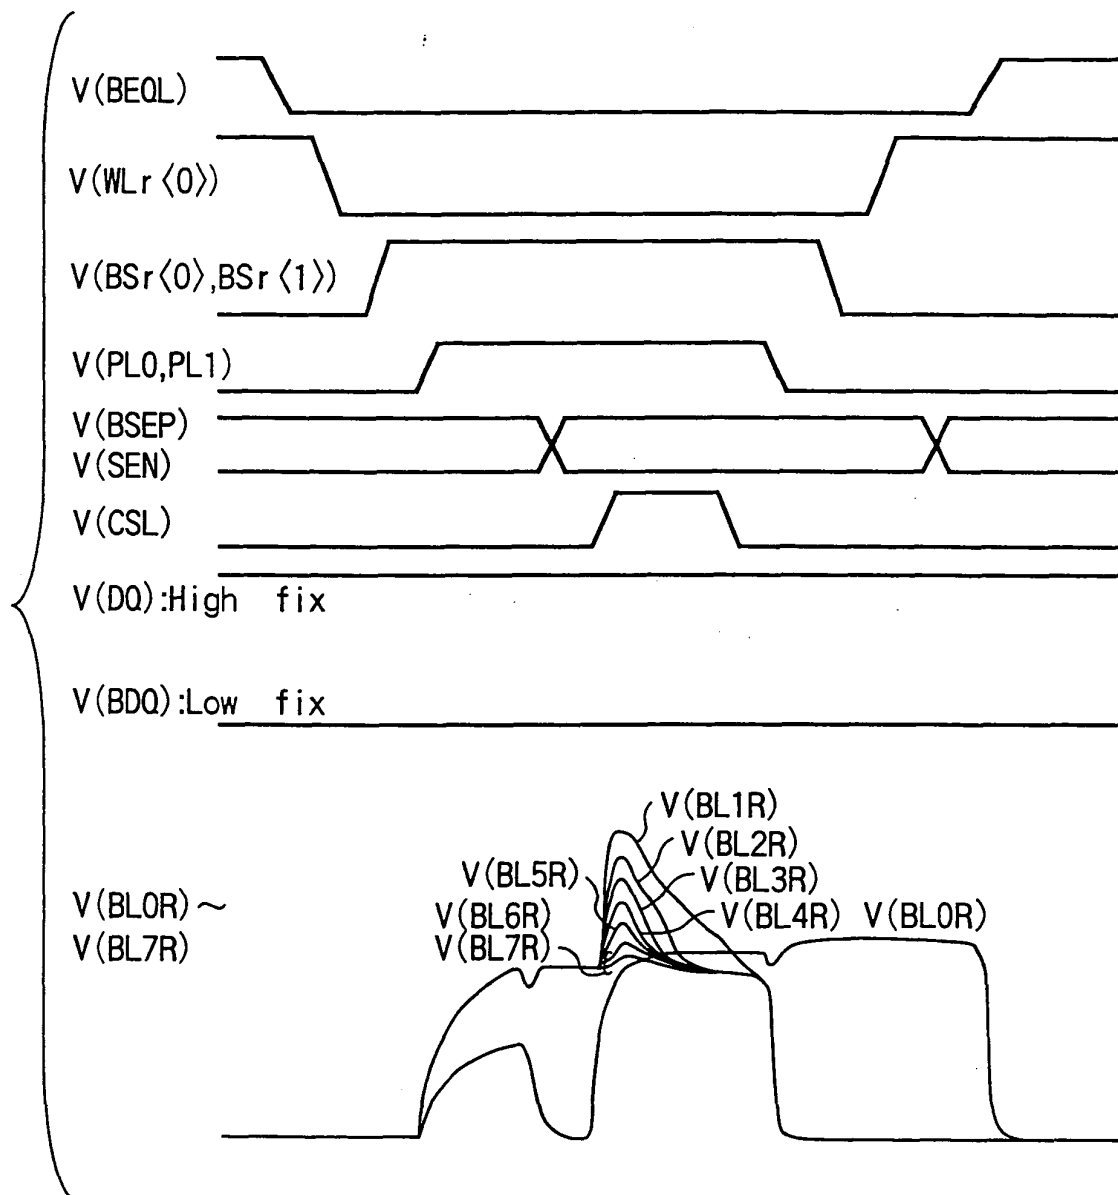 V(BEQL)
V(WLr〈0〉)
V(BSr〈0〉,BSr〈1〉)
V(PL0,PL1)
V(BSEP)
V(SEN)
V(CSL)
V(DQ):High fix
V(BDQ):Low fix
V(BL1R)
V(BL2R)
V(BL5R)
V(BL3R)
V(BL0R)~
V(BL6R)
V(BL4R) V(BL0R)
V(BL7R)
V(BL7R)